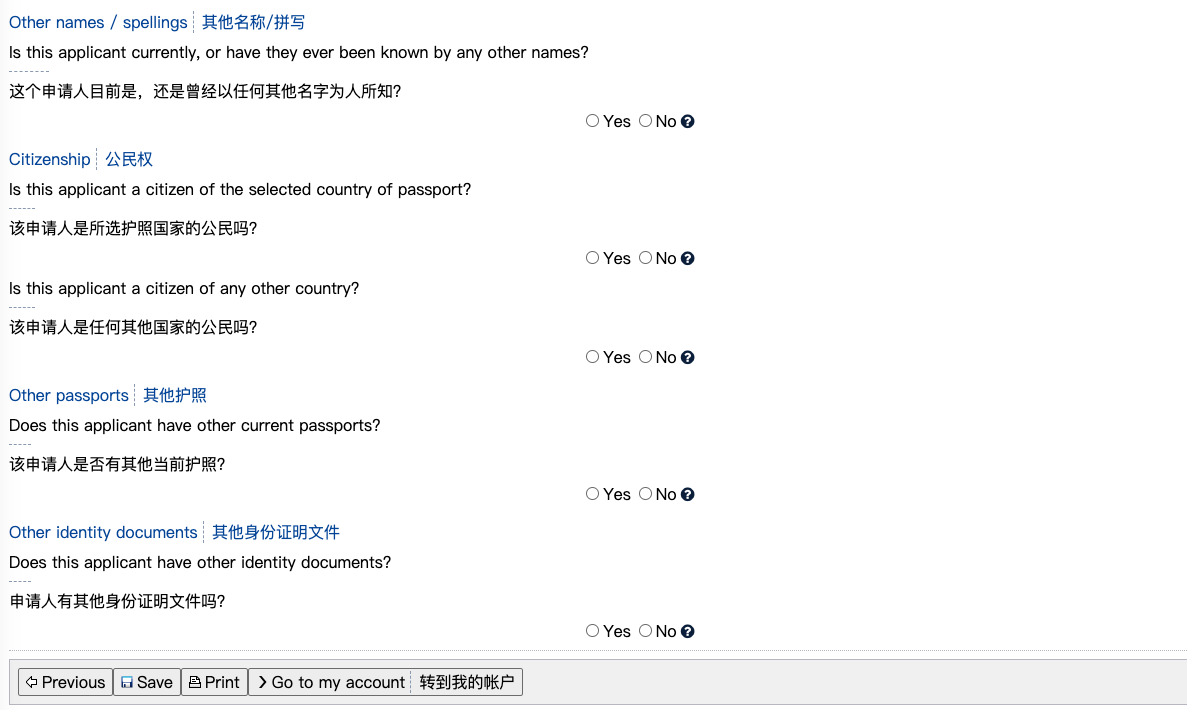 Other names / spellings 其他名称/拼写
Is this applicant currently, or have they ever been known by any other names?
这个申请人目前是，还是曾经以任何其他名字为人所知?
Yes No ?
Citizenship 公民权
Is this applicant a citizen of the selected country of passport?
该申请人是所选护照国家的公民吗?
Yes No ?
Is this applicant a citizen of any other country?
该申请人是任何其他国家的公民吗?
Yes No ?
Other passports 其他护照
Does this applicant have other current passports?
该申请人是否有其他当前护照?
Yes No ?
Other identity documents 其他身份证明文件
Does this applicant have other identity documents?
申请人有其他身份证明文件吗?
Yes No ?
Previous Save Print Go to my account 转到我的帐户